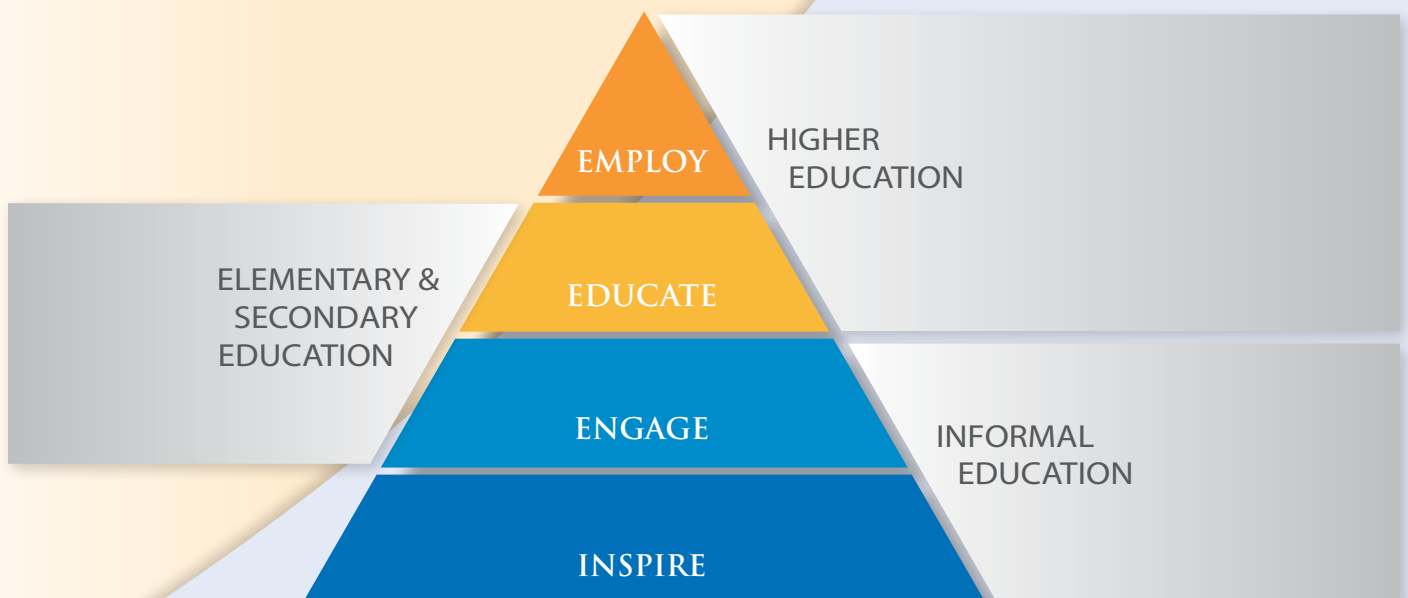 EMPLOY
HIGHER
EDUCATION
ELEMENTARY &
SECONDARY
EDUCATION
EDUCATE
ENGAGE
INFORMAL
EDUCATION
INSPIRE